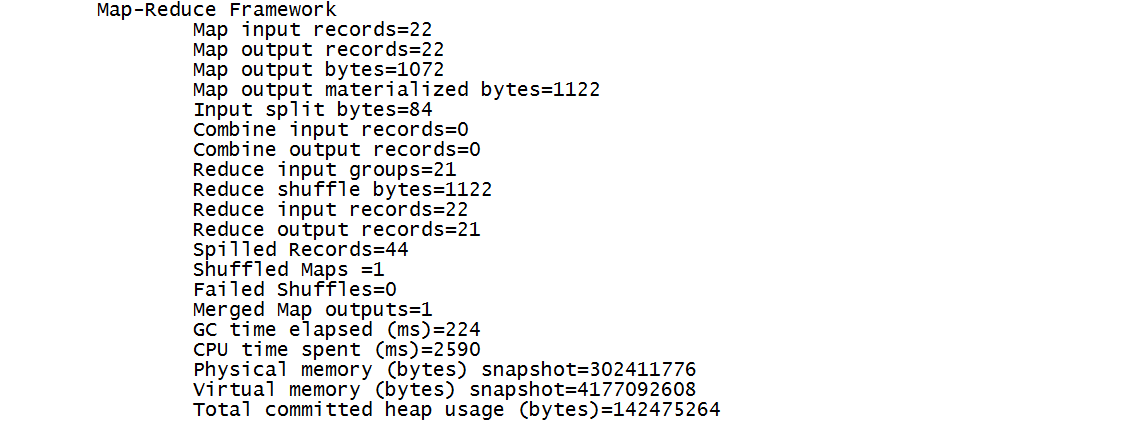 Map-Reduce Framework
Map input records=22
Map output records=22
Map output bytes=1072
Map output materialized bytes=1122
Input split bytes=84
Combine input records=0
Combine output records=0
Reduce input groups=21
Reduce shuffle bytes=1122
Reduce input records=22
Reduce output records=21
Spilled Records=44
Shuffled Maps =1
Failed Shuffles=0
Merged Map outputs=1
GC time elapsed (ms)=224
CPU time spent (ms)=2590
Physical memory (bytes) snapshot=302411776
Virtual memory (bytes) snapshot=4177092608
Total committed heap usage (bytes)=142475264